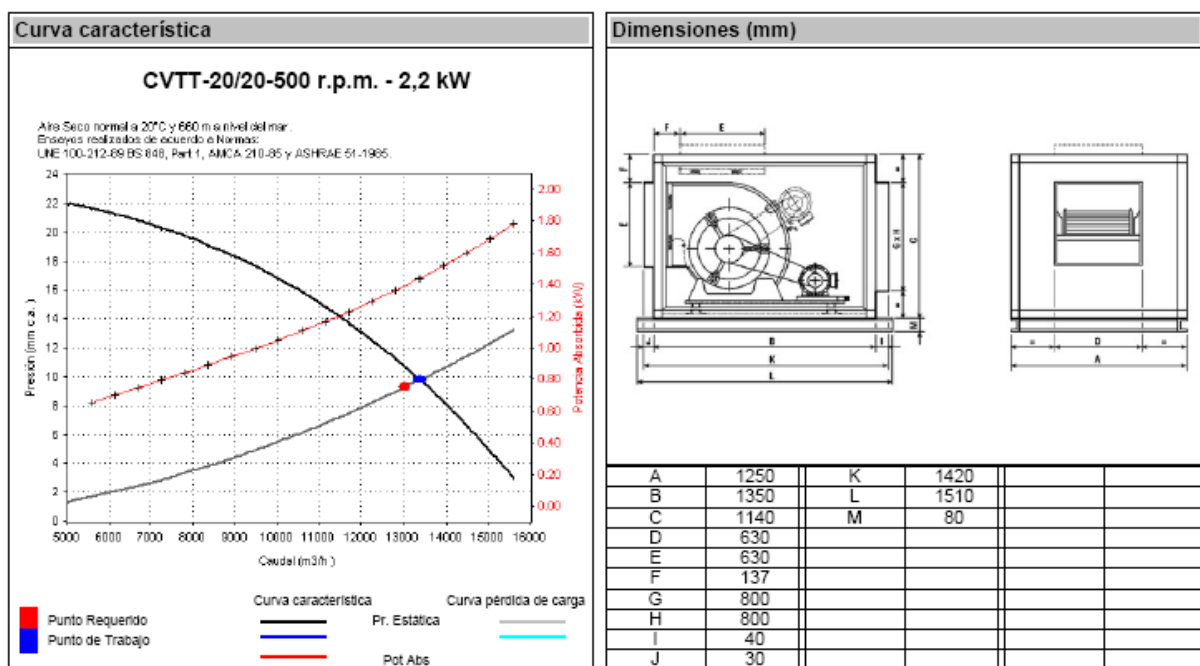 Curva característica
CVTT-20/20-500 r.p.m. - 2,2 kW
Aire Seco normal a 20°C y 660 m a nivel del mar.
Ensayos realizados de acuerdo a Normas:
UNE 100-212-89 BS 848, Part 1, AMCA 210-85 y ASHRAE 51-1985.
24
22
20
18
16
14
12
10
8
6
4
2
0
Presión (mm c.a.)
2.00
1.80
1.60
1.40
1.20
1.00
0.80
0.60
0.40
0.20
0.00
Potencia Absorbida (kW)
5000 6000 7000 8000 9000 10000 11000 12000 13000 14000 15000 16000
Caudal (m3/h)
Curva característica Curva pérdida de carga
Punto Requerido Pr. Estática
Punto de Trabajo
Pot Abs
Dimensiones (mm)
F E
F
E
J B I
K
L
=
G x H
=
C
M
= D =
A
A 1250 K 1420
B 1350 L 1510
C 1140 M 80
D 630
E 630
F 137
G 800
H 800
I 40
J 30